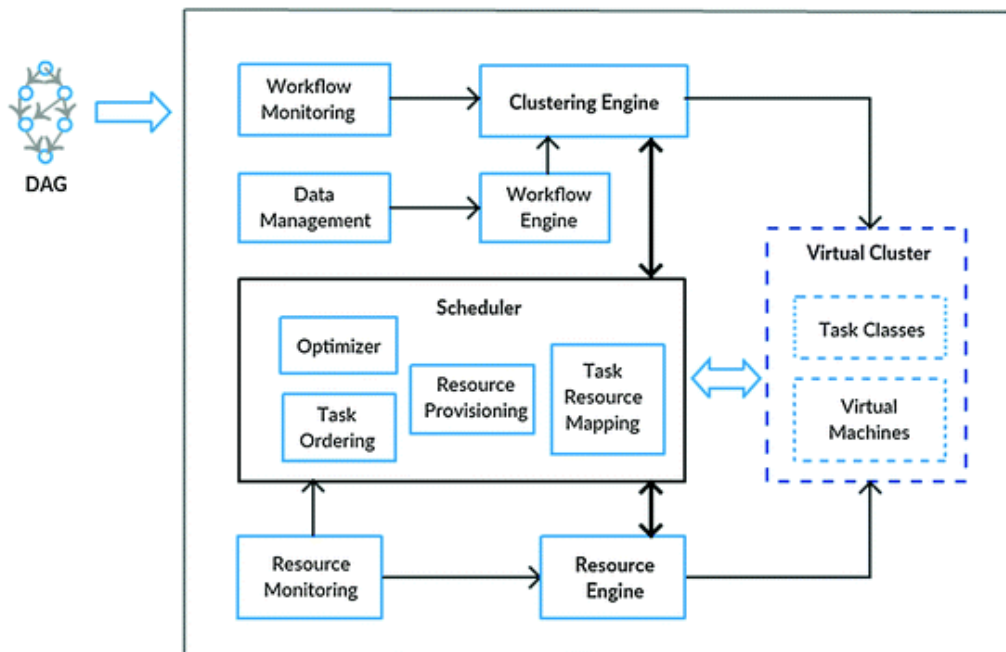 DAG
Workflow
Monitoring
Clustering Engine
Data
Management
Workflow
Engine
Scheduler
Optimizer
Task
Ordering
Resource
Provisioning
Task
Resource
Mapping
Virtual Cluster
Task Classes
Virtual
Machines
Resource
Monitoring
Resource
Engine